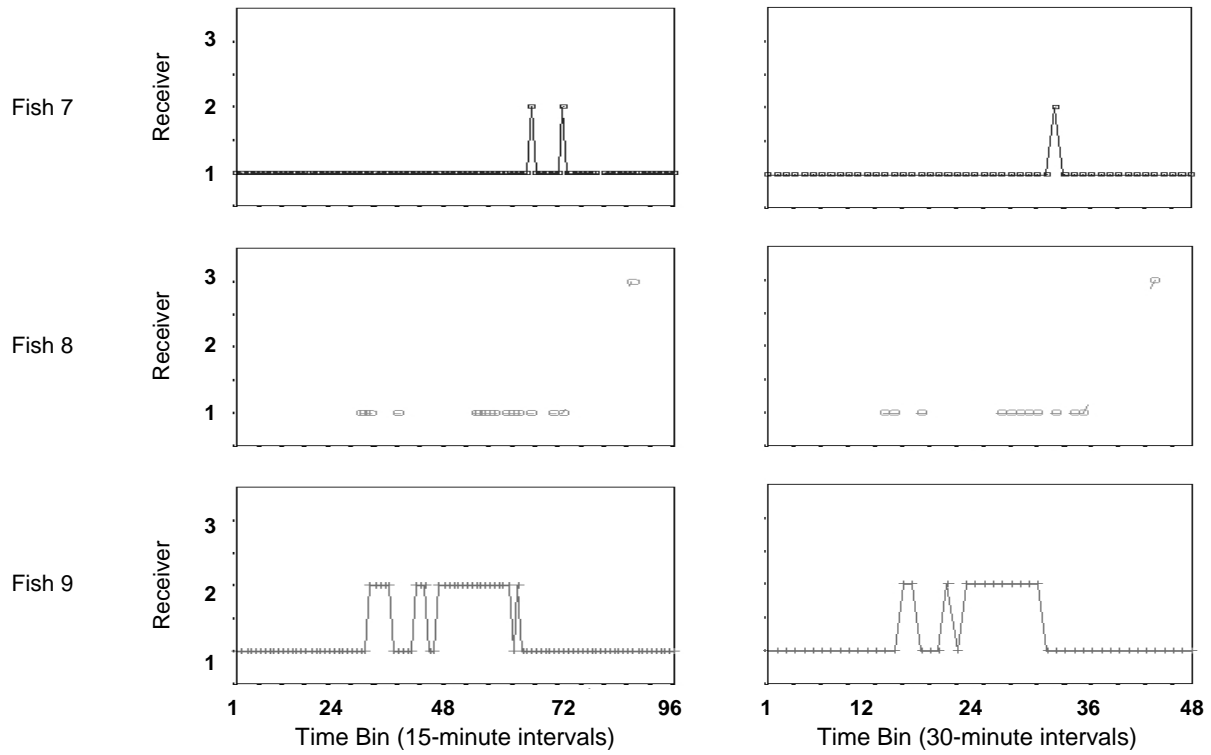 3
2
1
Receiver
Fish 7
3
2
1
Receiver
Fish 8
3
2
1
Receiver
Fish 9
1 24 48 72 96
Time Bin (15-minute intervals)
1 24 36 48
Time Bin (30-minute intervals)